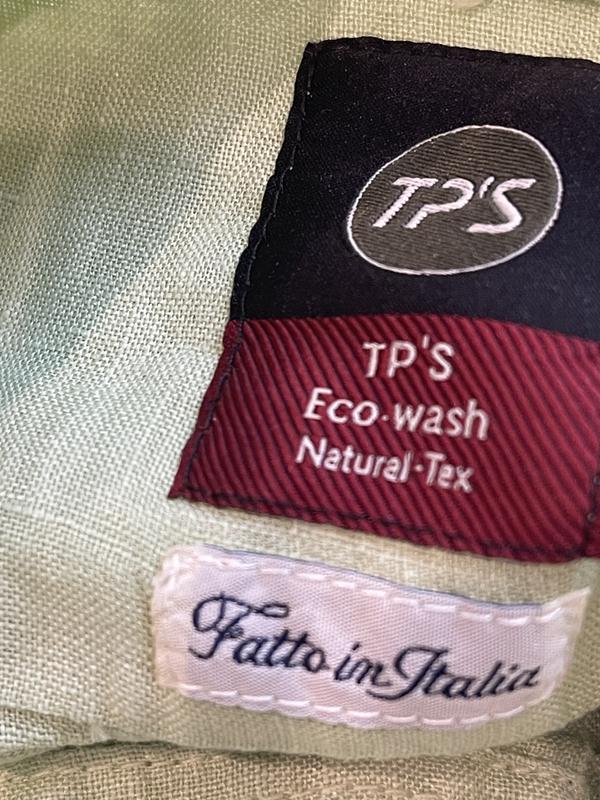 TP'S
TP'S
Eco·wash
Natural·Tex
Fatto in Italia